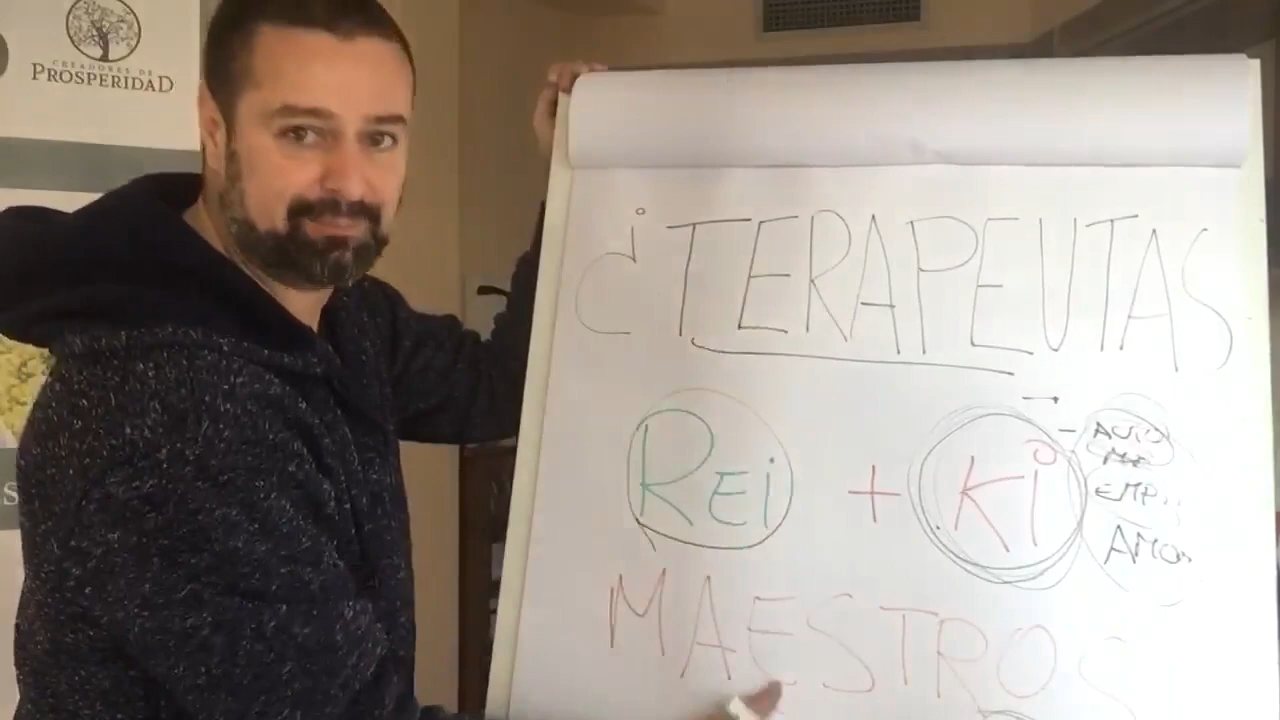 CREADORES DE
PROSPERIDAD
¿TERAPEUTAS
REI + Ki
AMOR
MAESTROS